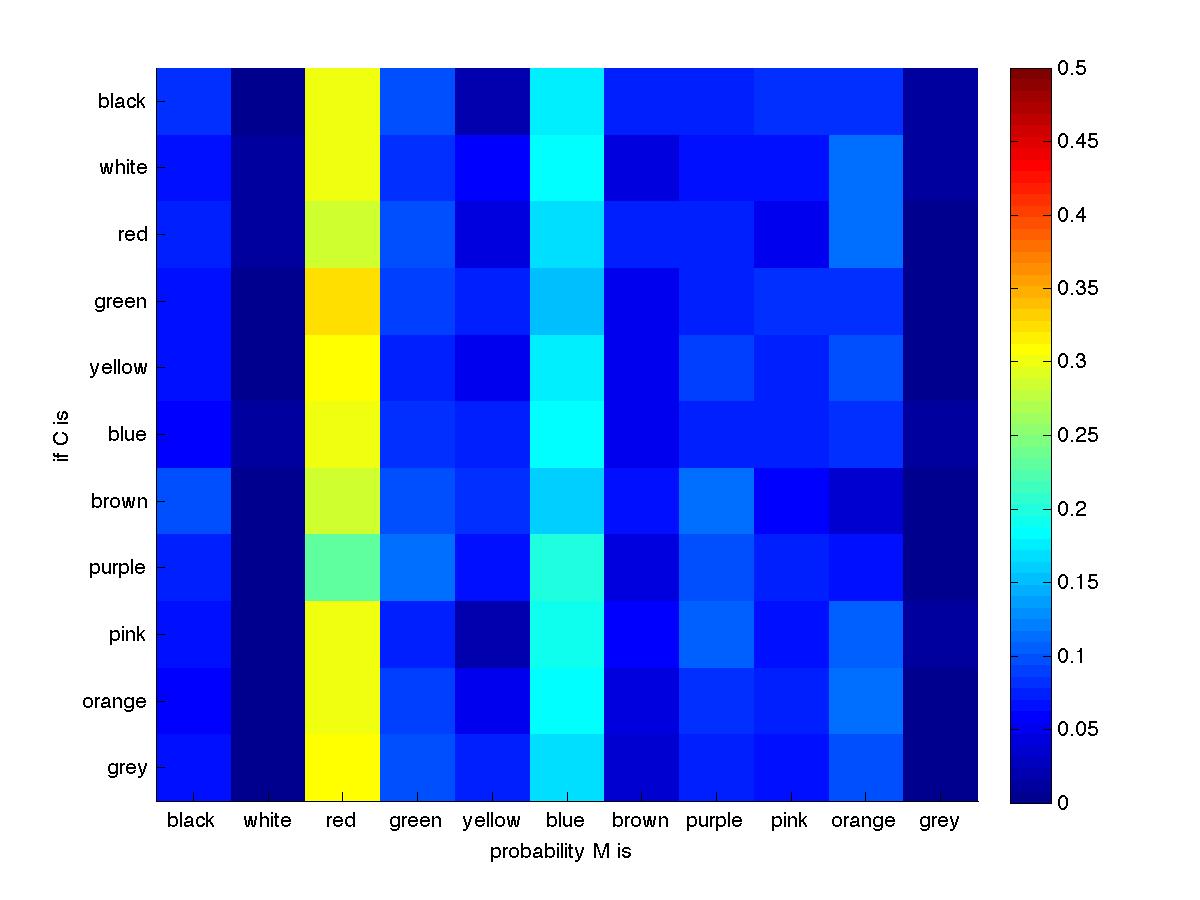 black
white
red
green
yellow
blue
brown
purple
pink
orange
grey
if C is
black white red green yellow blue brown purple pink orange grey
probability M is
0.5
0.45
0.4
0.35
0.3
0.25
0.2
0.15
0.1
0.05
0